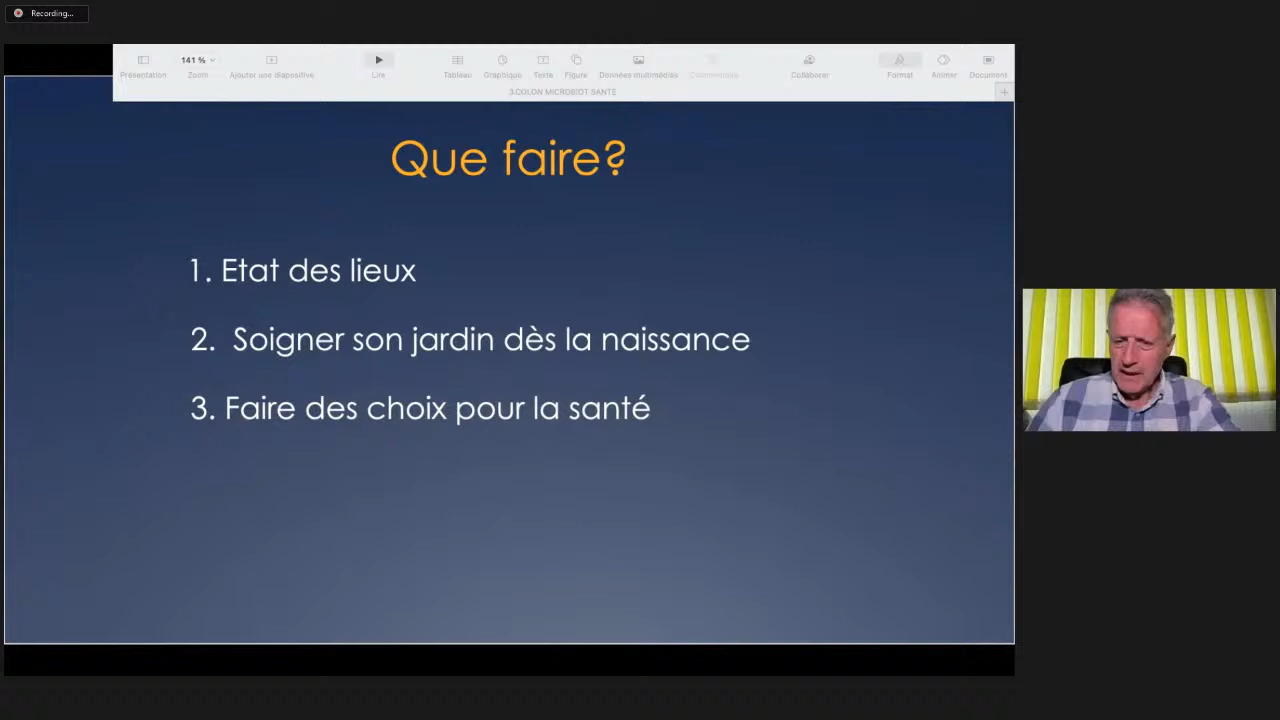 Recording...
141 %
Présentation Zoom Ajouter une diapositive Lire Tableau Graphique Texte Figure Données multimédias Commentaire Collaborer Format Animer Document
3.COLON MICROBIOT SANTE
Que faire?
1. Etat des lieux
2. Soigner son jardin dès la naissance
3. Faire des choix pour la santé